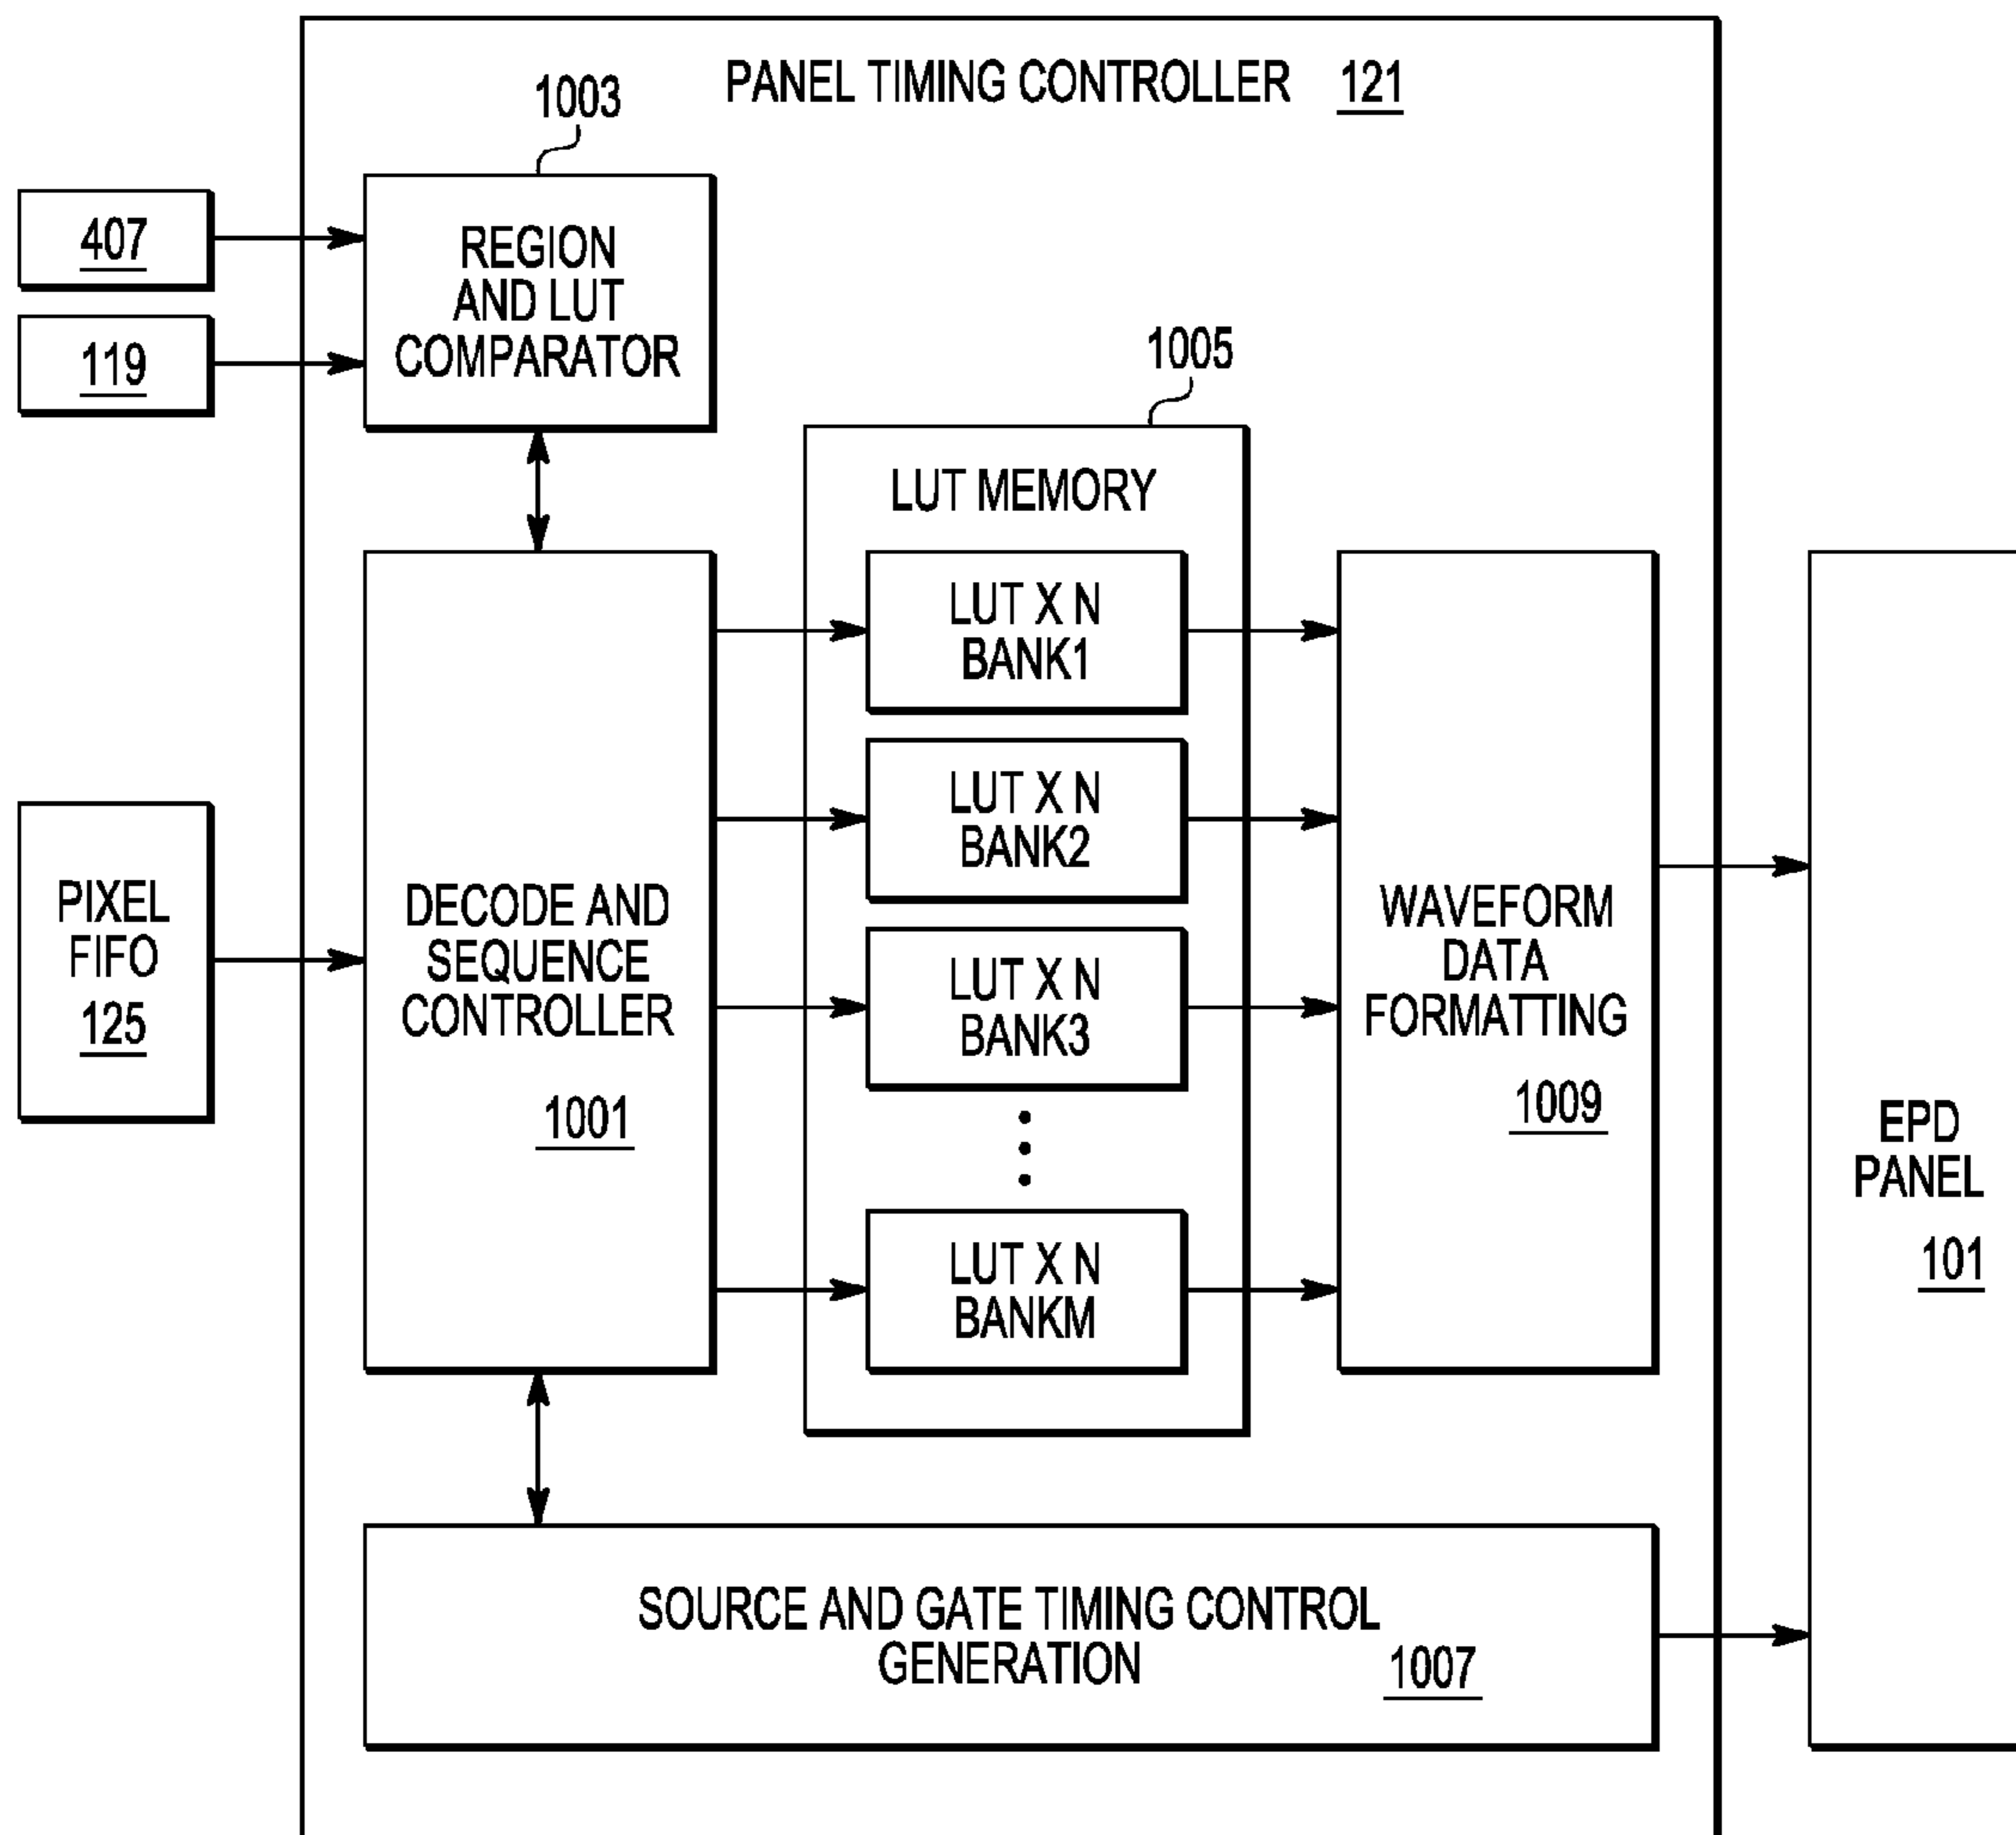 PANEL TIMING CONTROLLER 121
1003
407
119
REGION
AND LUT
COMPARATOR
1005
LUT MEMORY
LUT X N
BANK1
LUT X N
BANK2
LUT X N
BANK3
LUT X N
BANKM
PIXEL
FIFO
125
DECODE AND
SEQUENCE
CONTROLLER
1001
WAVEFORM
DATA
FORMATTING
1009
EPD
PANEL
101
SOURCE AND GATE TIMING CONTROL
GENERATION 1007